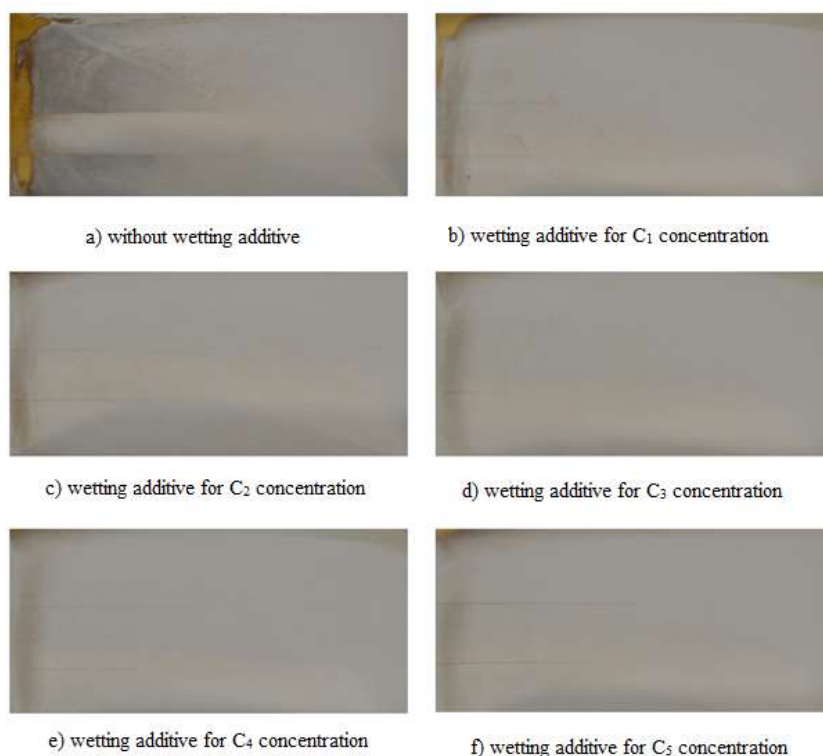 a) without wetting additive
b) wetting additive for C₁ concentration
c) wetting additive for C₂ concentration
d) wetting additive for C₃ concentration
e) wetting additive for C₄ concentration
f) wetting additive for C₅ concentration